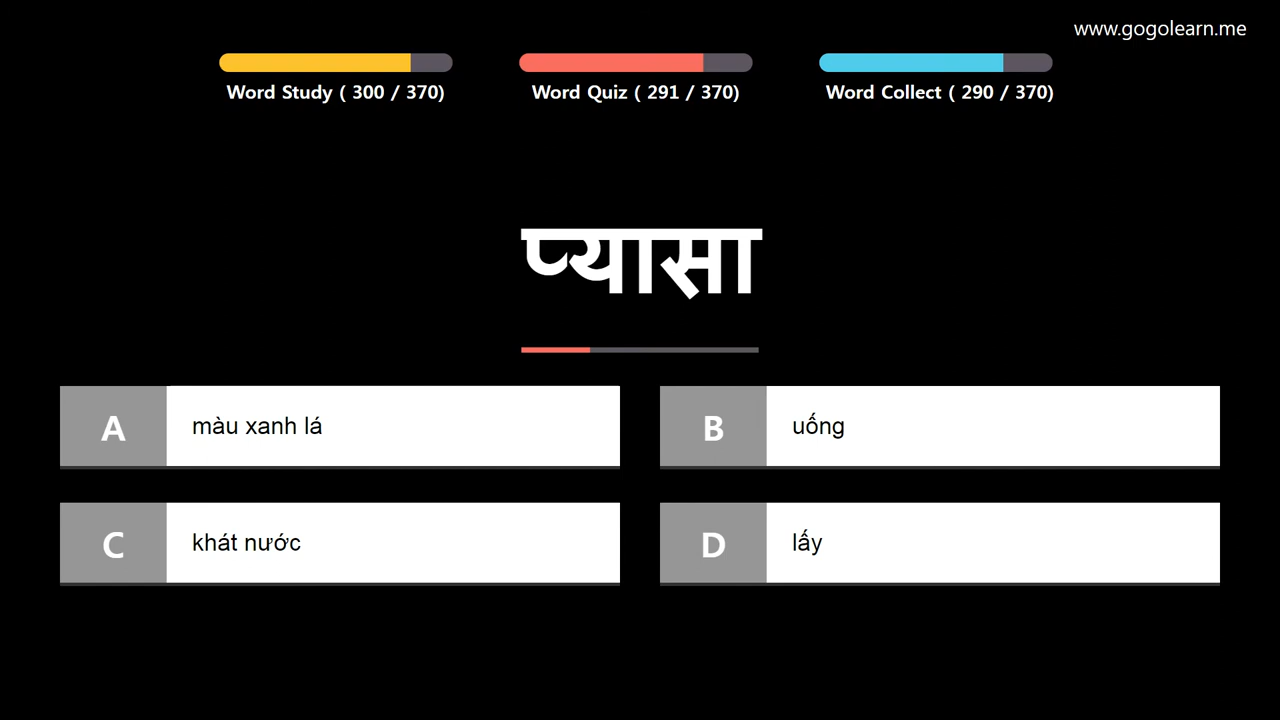 www.gogolearn.me
Word Study ( 300 / 370)
Word Quiz ( 291 / 370)
Word Collect ( 290 / 370)
प्यासा
A
màu xanh lá
B
uống
C
khát nước
D
lấy